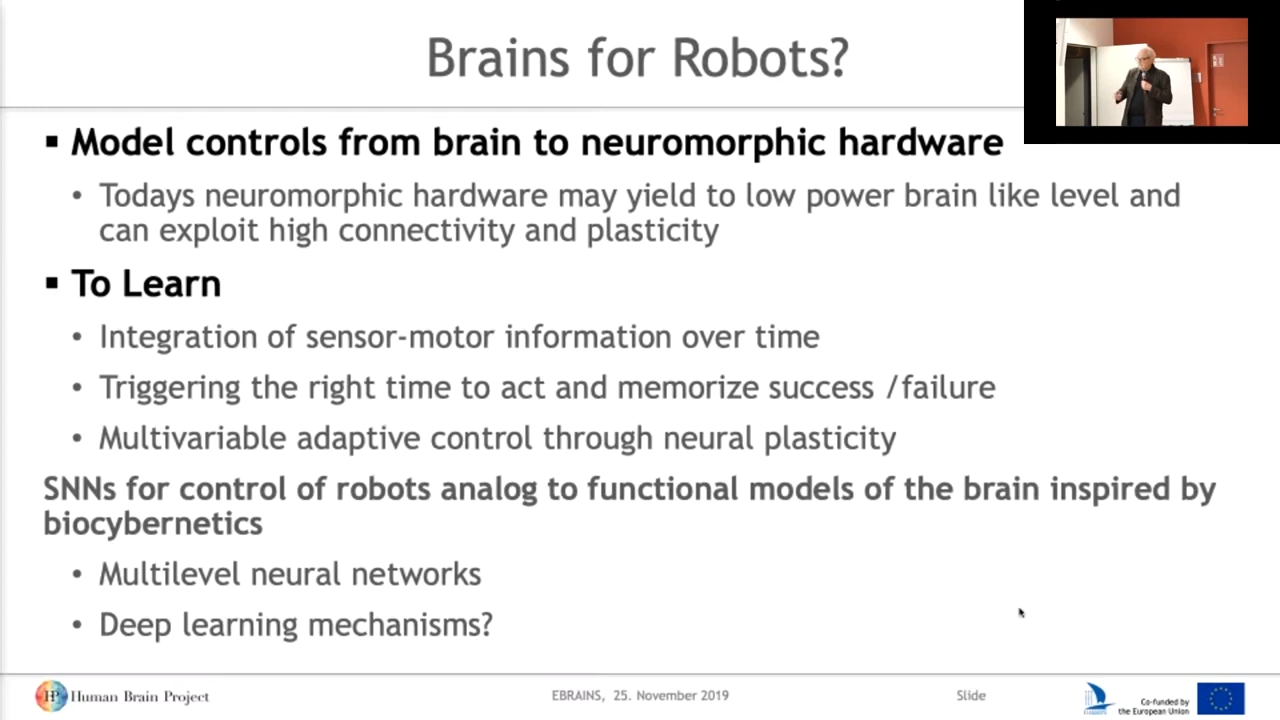 Brains for Robots?
▪ Model controls from brain to neuromorphic hardware
• Todays neuromorphic hardware may yield to low power brain like level and
can exploit high connectivity and plasticity
▪ To Learn
• Integration of sensor-motor information over time
• Triggering the right time to act and memorize success /failure
• Multivariable adaptive control through neural plasticity
SNNs for control of robots analog to functional models of the brain inspired by
biocybernetics
• Multilevel neural networks
• Deep learning mechanisms?
HP Human Brain Project
EBRAINS, 25. November 2019
Slide
Co-funded by
the European Union